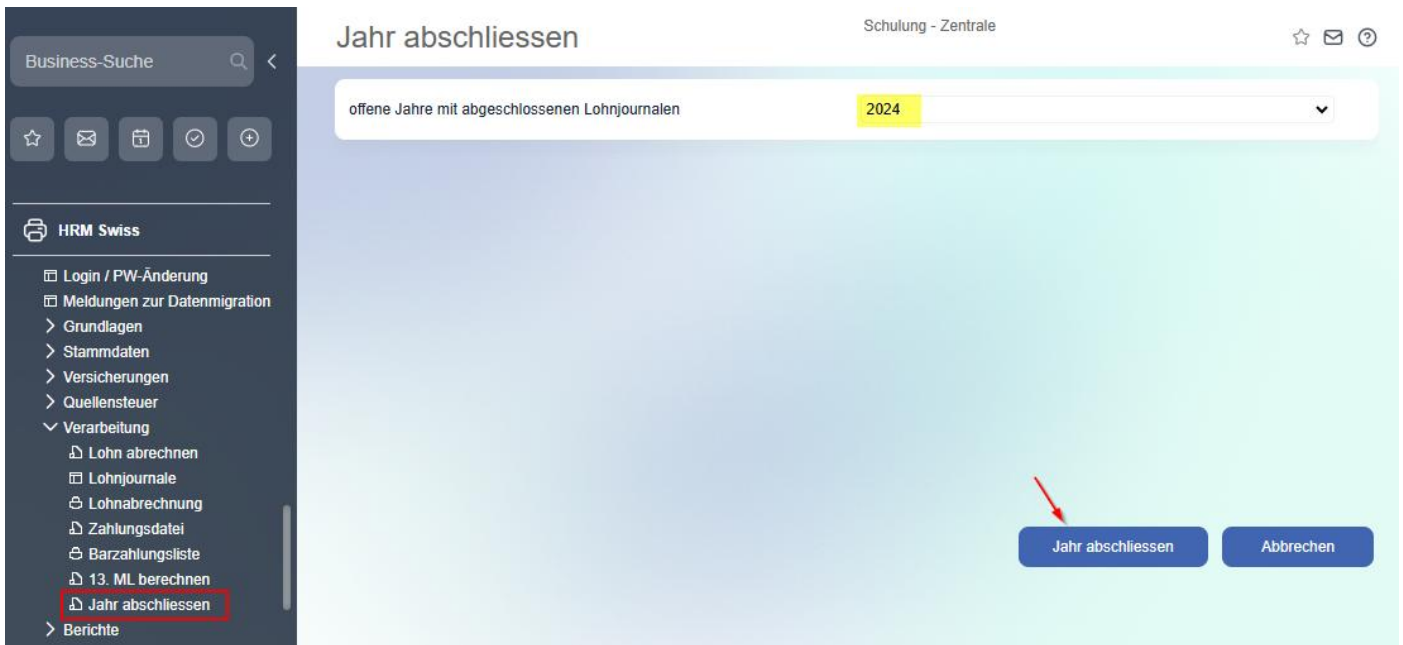 Business-Suche
HRM Swiss
Login / PW-Änderung
Meldungen zur Datenmigration
Grundlagen
Stammdaten
Versicherungen
Quellensteuer
Verarbeitung
Lohn abrechnen
Lohnjournale
Lohnabrechnung
Zahlungsdatei
Barzahlungsliste
13. ML berechnen
Jahr abschliessen
Berichte
Jahr abschliessen
Schulung - Zentrale
offene Jahre mit abgeschlossenen Lohnjournalen
2024
Jahr abschliessen
Abbrechen